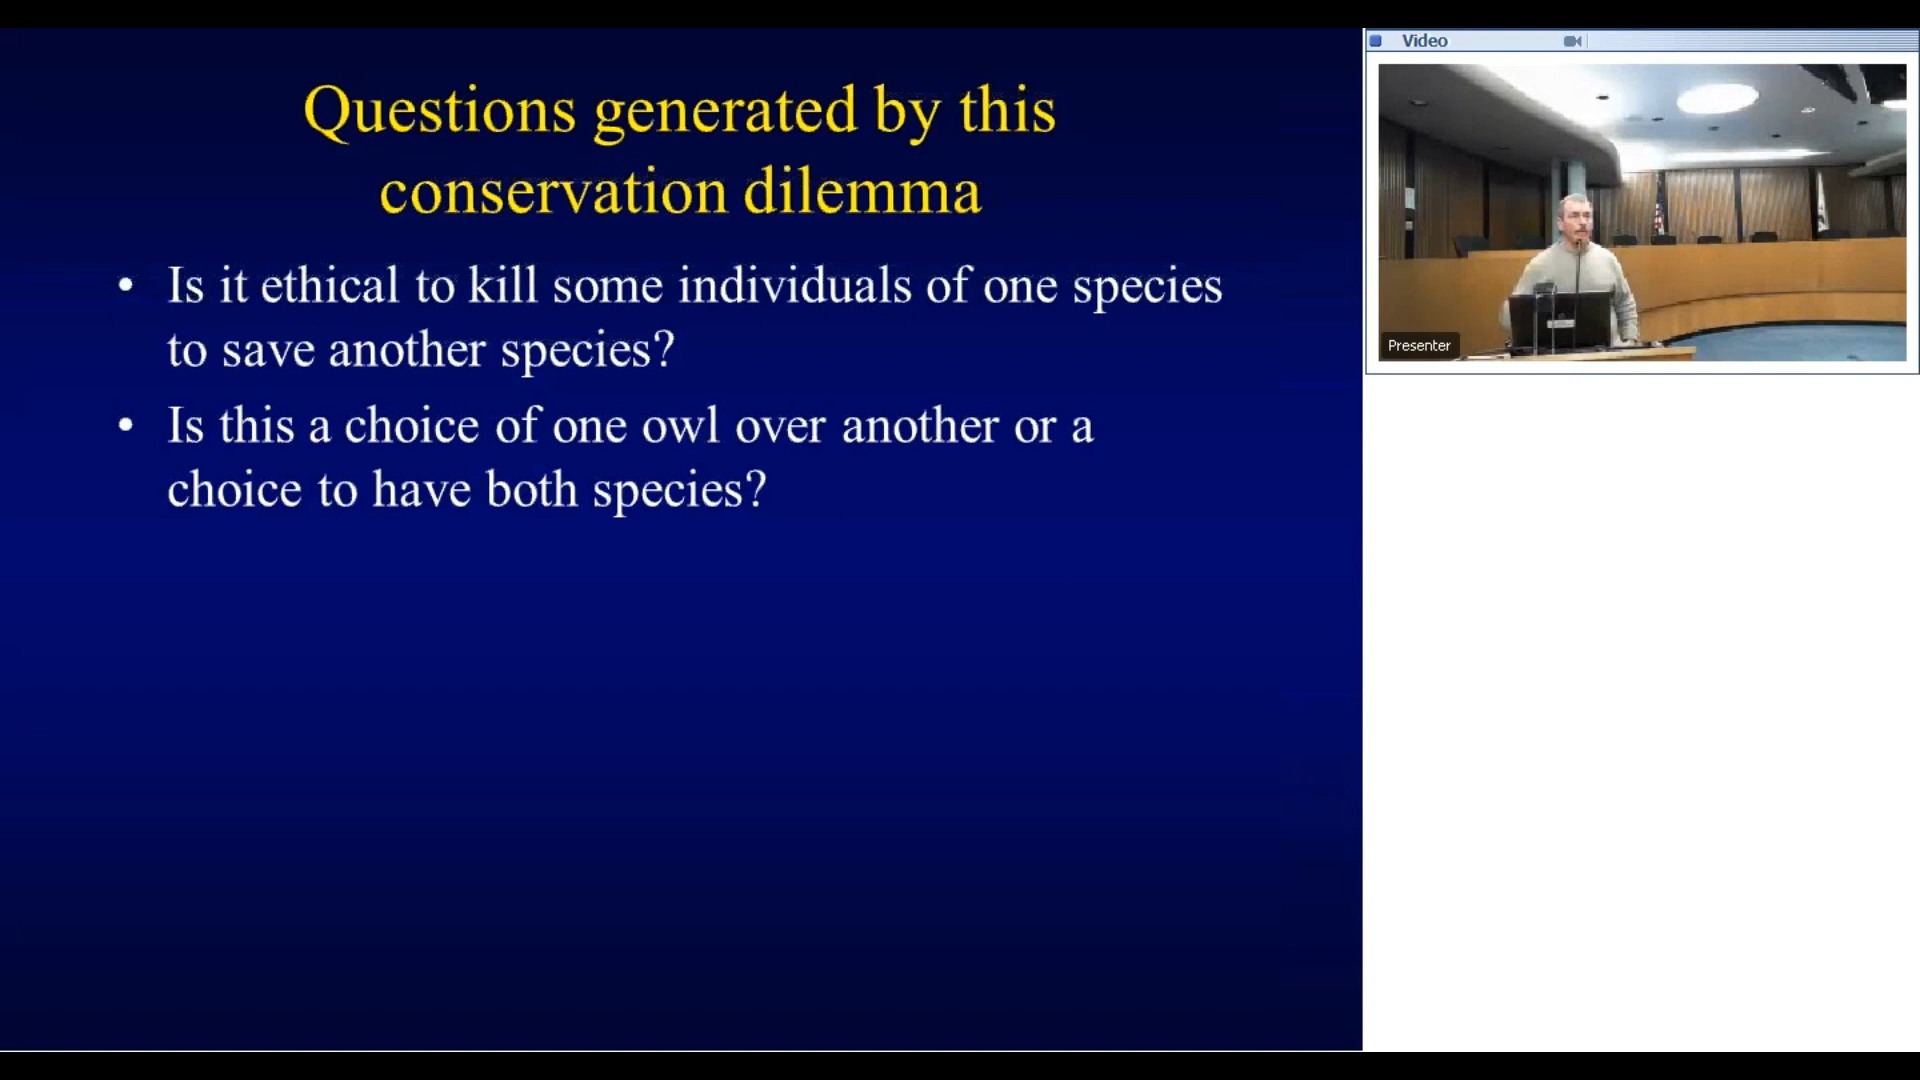 Questions generated by this
conservation dilemma
• Is it ethical to kill some individuals of one species
to save another species?
• Is this a choice of one owl over another or a
choice to have both species?
Video
Presenter